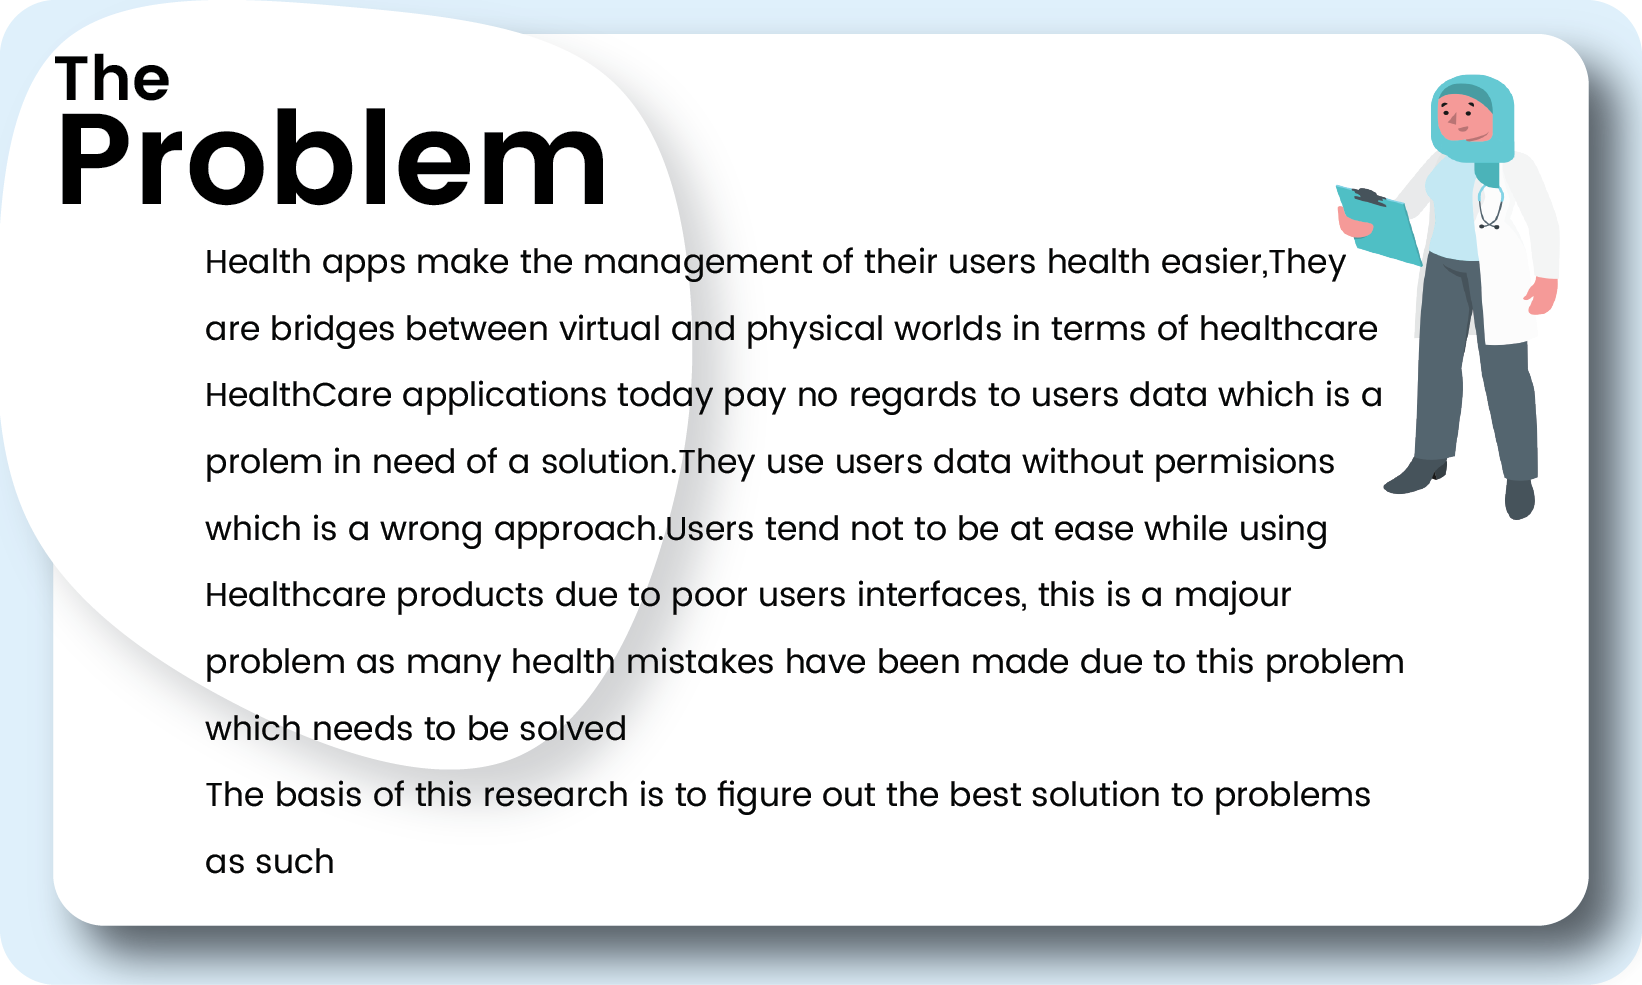 The
Problem
Health apps make the management of their users health easier,They
are bridges between virtual and physical worlds in terms of healthcare
HealthCare applications today pay no regards to users data which is a
prolem in need of a solution.They use users data without permisions
which is a wrong approach.Users tend not to be at ease while using
Healthcare products due to poor users interfaces, this is a majour
problem as many health mistakes have been made due to this problem
which needs to be solved
The basis of this research is to figure out the best solution to problems
as such